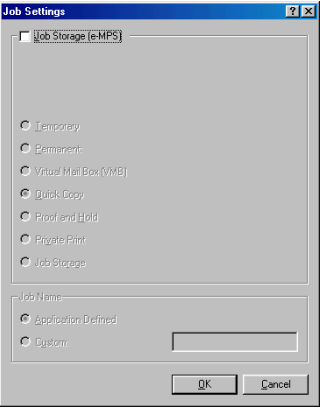 Job Settings
Job Storage (e-MPS)
Temporary
Permanent
Virtual Mail Box (VMB)
Quick Copy
Proof and Hold
Private Print
Job Storage
Job Name
Application Defined
Custom
OK
Cancel